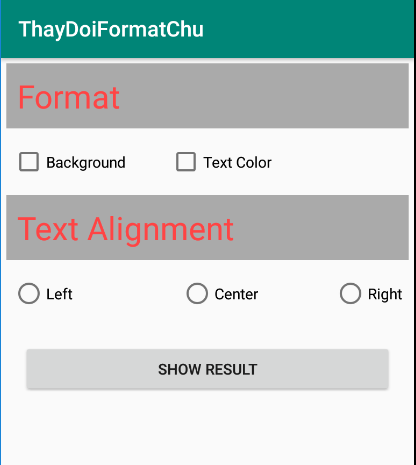 ThayDoiFormatChu
Format
Background Text Color
Text Alignment
Left Center Right
SHOW RESULT